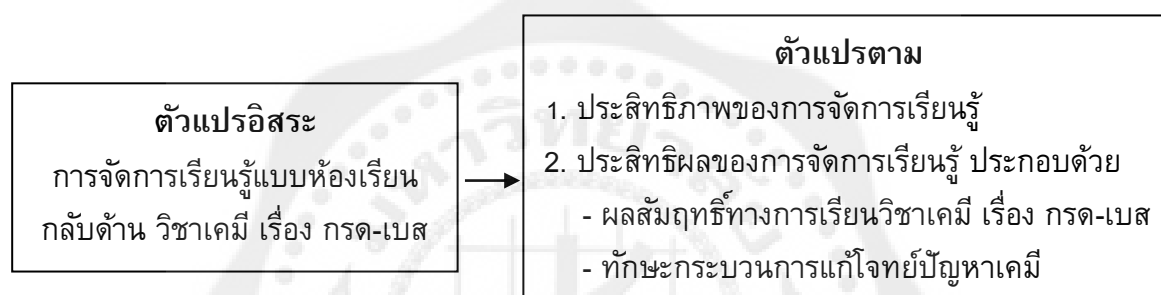 ตัวแปรอิสระ
การจัดการเรียนรู้แบบห้องเรียน
กลับด้าน วิชาเคมี เรื่อง กรด-เบส
ตัวแปรตาม
1. ประสิทธิภาพของการจัดการเรียนรู้
2. ประสิทธิผลของการจัดการเรียนรู้ ประกอบด้วย
- ผลสัมฤทธิ์ทางการเรียนวิชาเคมี เรื่อง กรด-เบส
- ทักษะกระบวนการแก้โจทย์ปัญหาเคมี